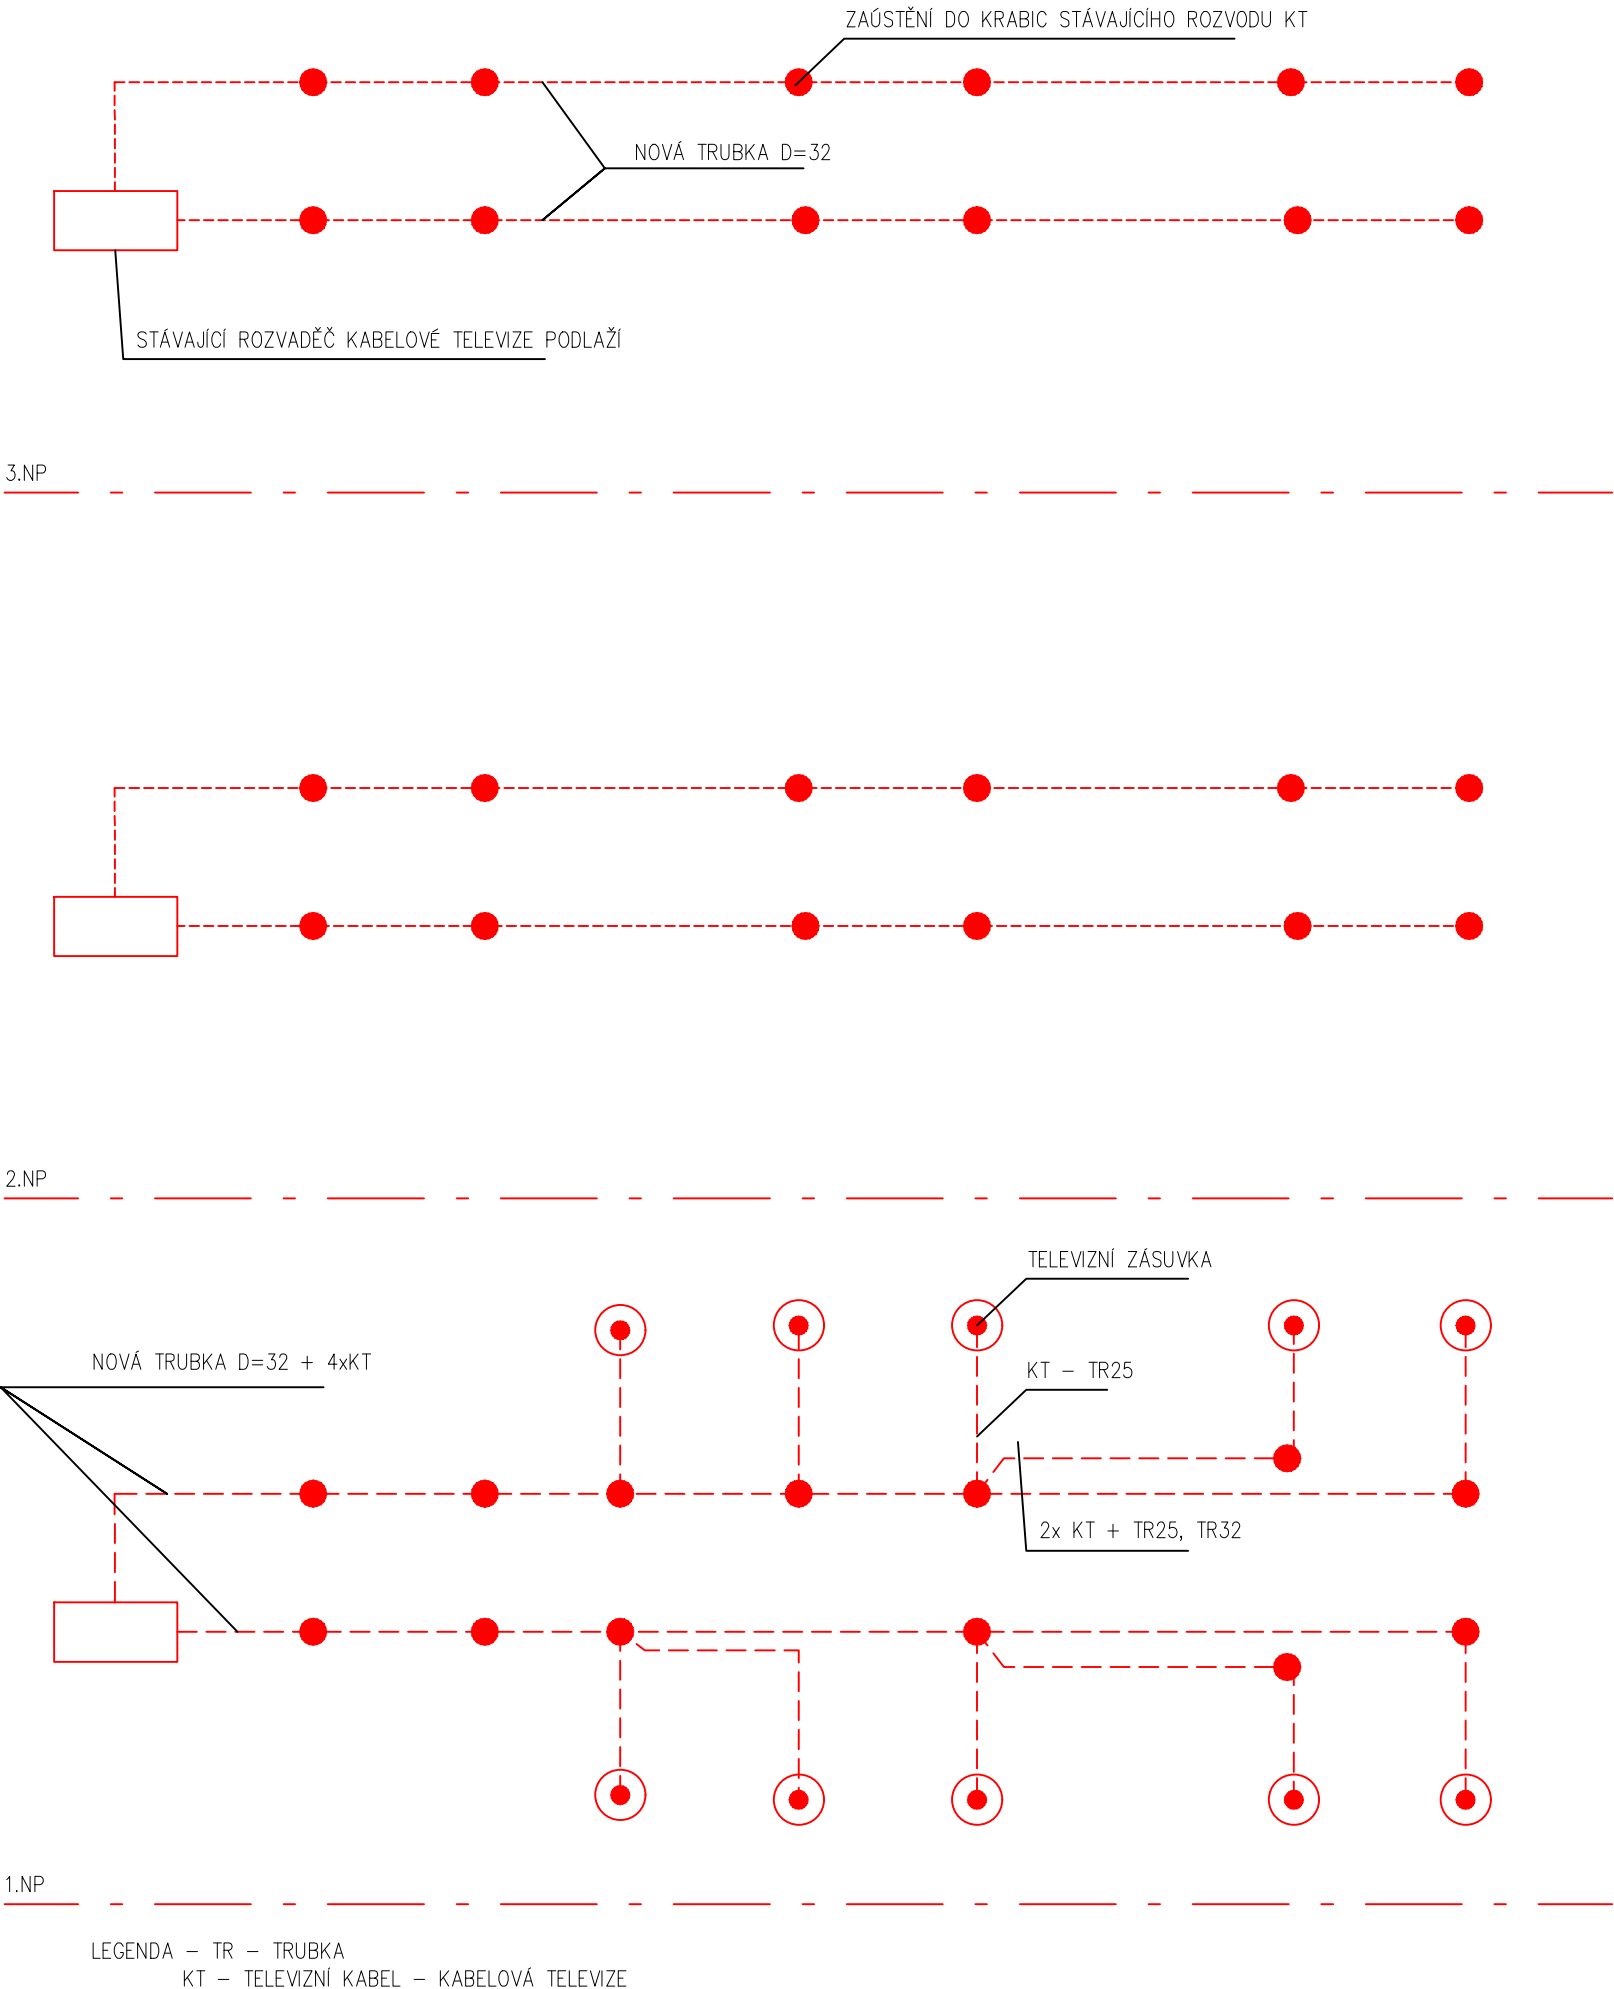 ZAÚSTĚNÍ DO KRABIC STÁVAJÍCÍHO ROZVODU KT
NOVÁ TRUBKA D=32
STÁVAJÍCÍ ROZVADĚČ KABELOVÉ TELEVIZE PODLAŽÍ
3.NP
2.NP
TELEVIZNÍ ZÁSUVKA
NOVÁ TRUBKA D=32 + 4xKT
KT – TR25
2x KT + TR25, TR32
1.NP
LEGENDA – TR – TRUBKA
KT – TELEVIZNÍ KABEL – KABELOVÁ TELEVIZE